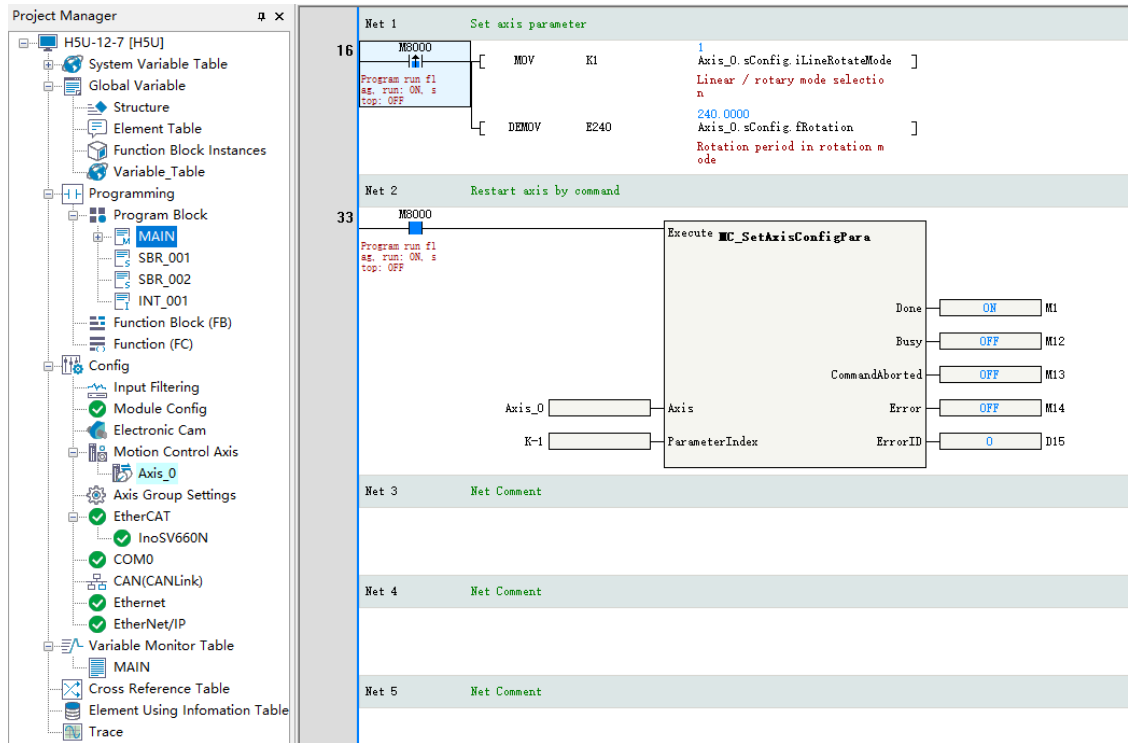 Project Manager
H5U-12-7 [H5U]
System Variable Table
Global Variable
Structure
Element Table
Function Block Instances
Variable_Table
Programming
Program Block
MAIN
SBR_001
SBR_002
INT_001
Function Block (FB)
Function (FC)
Config
Input Filtering
Module Config
Electronic Cam
Motion Control Axis
Axis_0
Axis Group Settings
EtherCAT
InoSV660N
COM0
CAN(CANLink)
Ethernet
EtherNet/IP
Variable Monitor Table
MAIN
Cross Reference Table
Element Using Infomation Table
Trace
Net 1 Set axis parameter
16
M8000
Program run fl
ag, run: ON, s
top: OFF
1
[ MOV K1 Axis_0.sConfig.iLineRotateMode ]
Linear / rotary mode selectio
n
240.0000
[ DEMOV E240 Axis_0.sConfig.fRotation ]
Rotation period in rotation m
ode
Net 2 Restart axis by command
33
M8000
Program run fl
ag, run: ON, s
top: OFF
Execute MC_SetAxisConfigPara
Done ON M1
Busy OFF M12
CommandAborted OFF M13
Axis_0 Axis Error OFF M14
K-1 ParameterIndex ErrorID 0 D15
Net 3 Net Comment
Net 4 Net Comment
Net 5 Net Comment